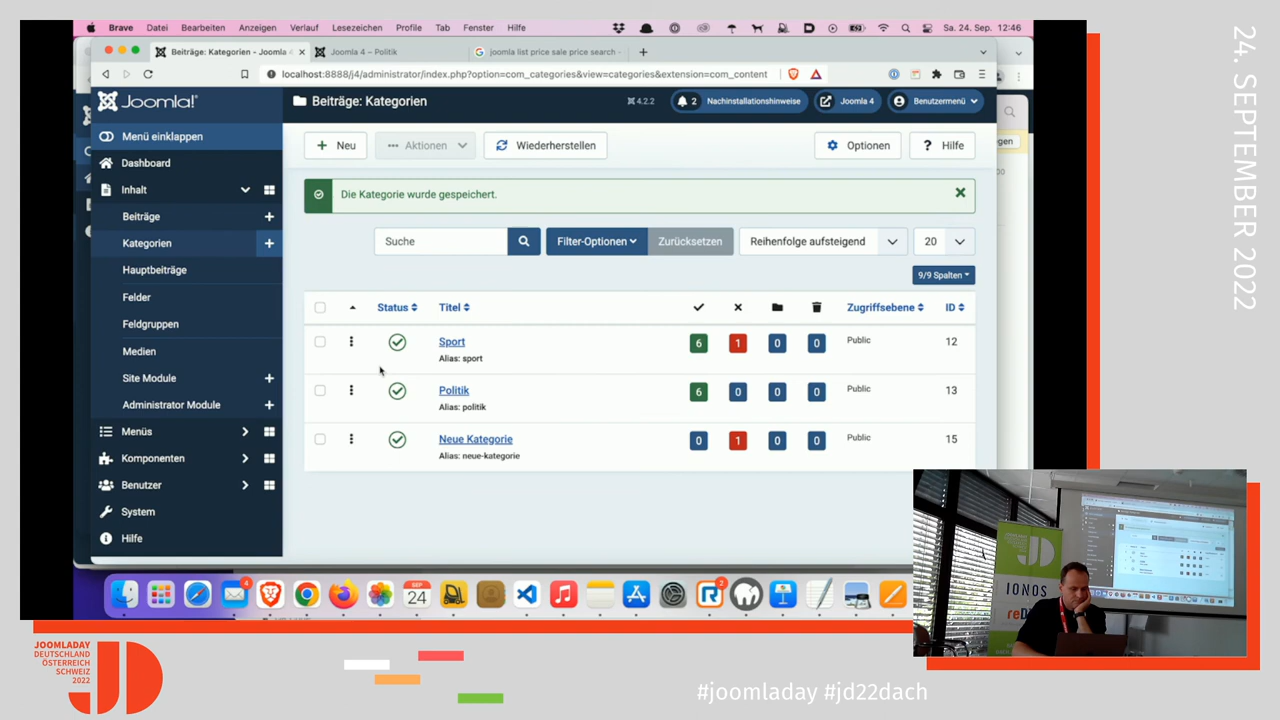 Brave Datei Bearbeiten Anzeigen Verlauf Lesezeichen Profile Tab Fenster Hilfe Sa. 24. Sep. 12:46
Beiträge: Kategorien - Joomla Joomla 4 – Politik joomla list price sale price search -
localhost:8888/j4/administrator/index.php?option=com_categories&view=categories&extension=com_content
Joomla! Beiträge: Kategorien 4.2.2 2 Nachinstallationshinweise Joomla 4 Benutzermenü
Menü einklappen
Dashboard
Inhalt
Beiträge
Kategorien
Hauptbeiträge
Felder
Feldgruppen
Medien
Site Module
Administrator Module
Menüs
Komponenten
Benutzer
System
Hilfe
Neu Aktionen Wiederherstellen Optionen ? Hilfe
Die Kategorie wurde gespeichert.
Suche Filter-Optionen Zurücksetzen Reihenfolge aufsteigend 20
9/9 Spalten
Status Titel Zugriffsebene ID
Sport 6 1 0 0 Public 12
Alias: sport
Politik 6 0 0 0 Public 13
Alias: politik
Neue Kategorie 0 1 0 0 Public 15
Alias: neue-kategorie
4 SEP 24 2
24. SEPTEMBER 2022
JD
IONOS
JOOMLADAY
DEUTSCHLAND
ÖSTERREICH
SCHWEIZ
2022
JD
#joomladay #jd22dach